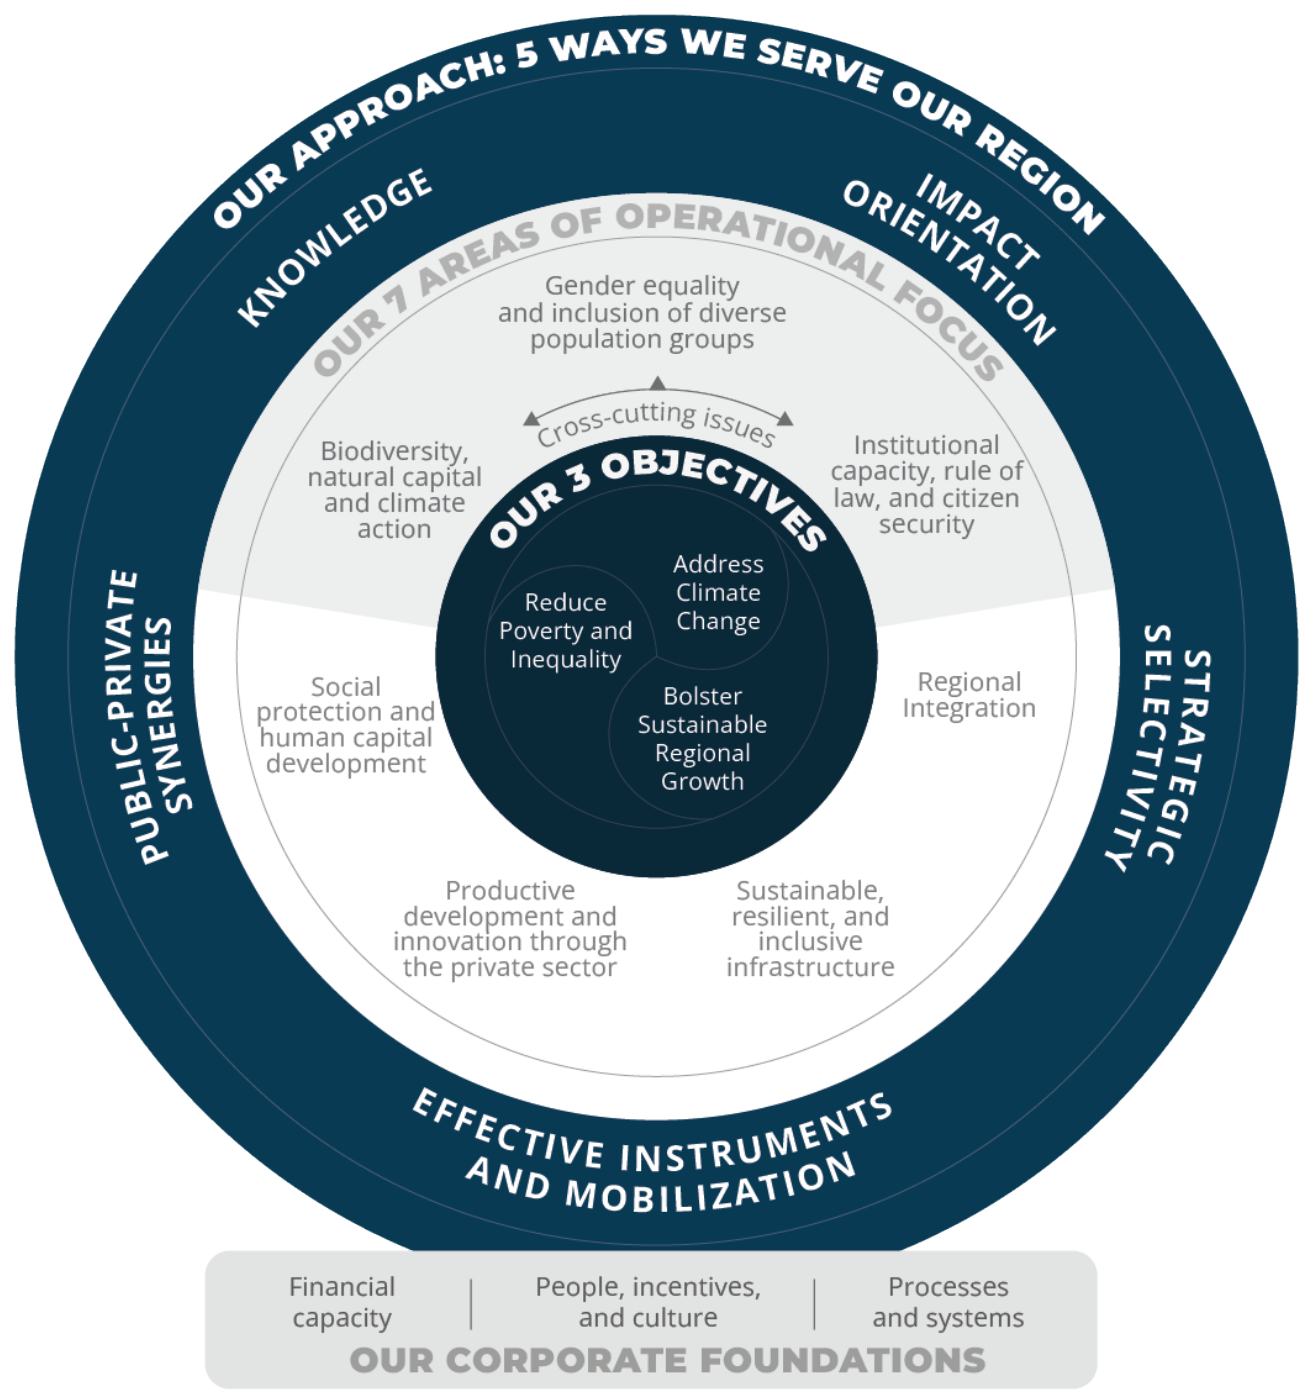 OUR APPROACH: 5 WAYS WE SERVE OUR REGION
KNOWLEDGE
IMPACT
ORIENTATION
OUR 7 AREAS OF OPERATIONAL FOCUS
Gender equality
and inclusion of diverse
population groups
Cross-cutting issues
Biodiversity,
natural capital
and climate
action
Institutional
capacity, rule of
law, and citizen
security
OUR 3 OBJECTIVES
Reduce
Poverty and
Inequality
Address
Climate
Change
Bolster
Sustainable
Regional
Growth
PUBLIC-PRIVATE
SYNERGIES
STRATEGIC
SELECTIVITY
Social
protection and
human capital
development
Regional
Integration
Productive
development and
innovation through
the private sector
Sustainable,
resilient, and
inclusive
infrastructure
EFFECTIVE INSTRUMENTS
AND MOBILIZATION
Financial
capacity
People, incentives,
and culture
Processes
and systems
OUR CORPORATE FOUNDATIONS